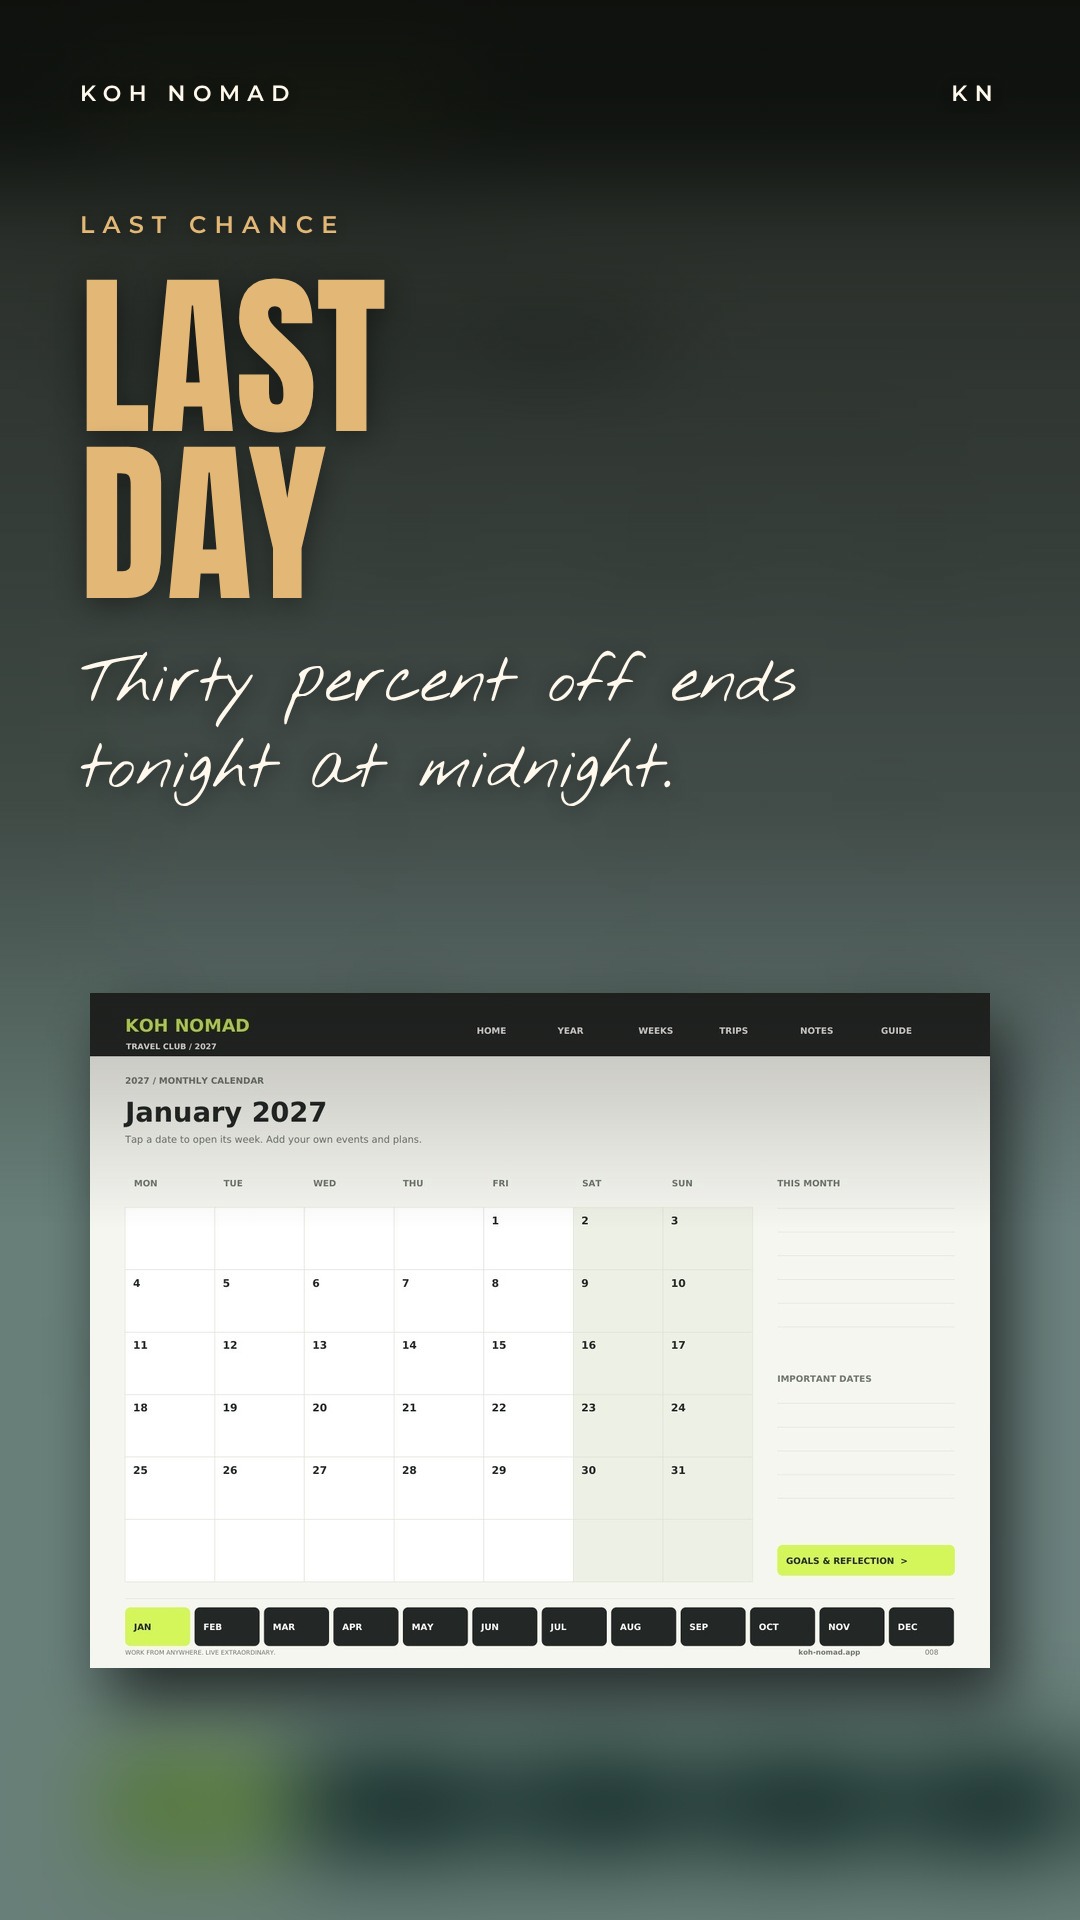 KOH NOMAD
KN
LAST CHANCE
LAST
DAY
Thirty percent off ends
tonight at midnight.
KOH NOMAD
TRAVEL CLUB / 2027
HOME YEAR WEEKS TRIPS NOTES GUIDE
2027 / MONTHLY CALENDAR
January 2027
Tap a date to open its week. Add your own events and plans.
MON TUE WED THU FRI SAT SUN
1 2 3
4 5 6 7 8 9 10
11 12 13 14 15 16 17
18 19 20 21 22 23 24
25 26 27 28 29 30 31
THIS MONTH
IMPORTANT DATES
GOALS & REFLECTION >
JAN FEB MAR APR MAY JUN JUL AUG SEP OCT NOV DEC
WORK FROM ANYWHERE. LIVE EXTRAORDINARY.
koh-nomad.app
008